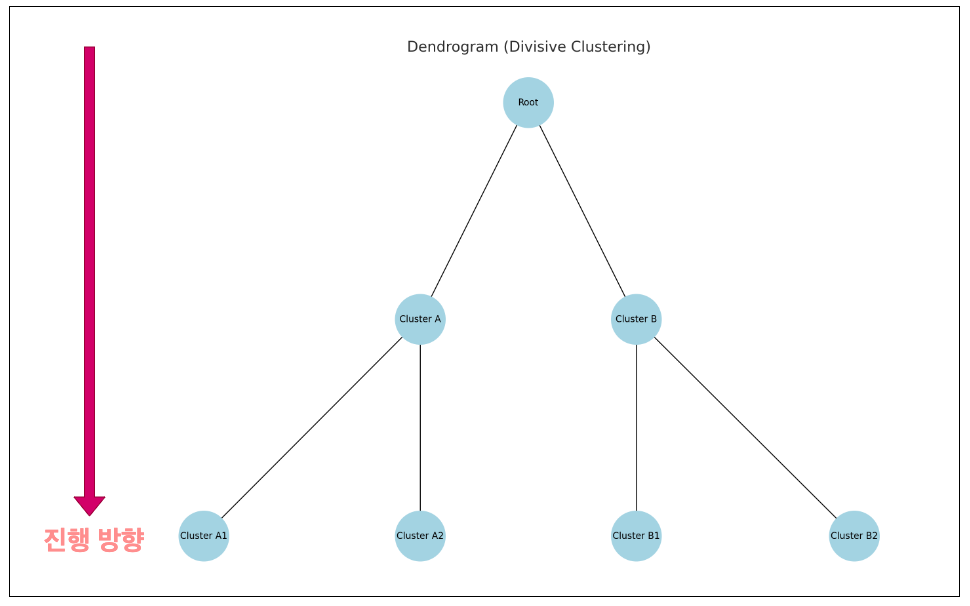 Dendrogram (Divisive Clustering)
Root
Cluster A
Cluster B
진행 방향
Cluster A1
Cluster A2
Cluster B1
Cluster B2